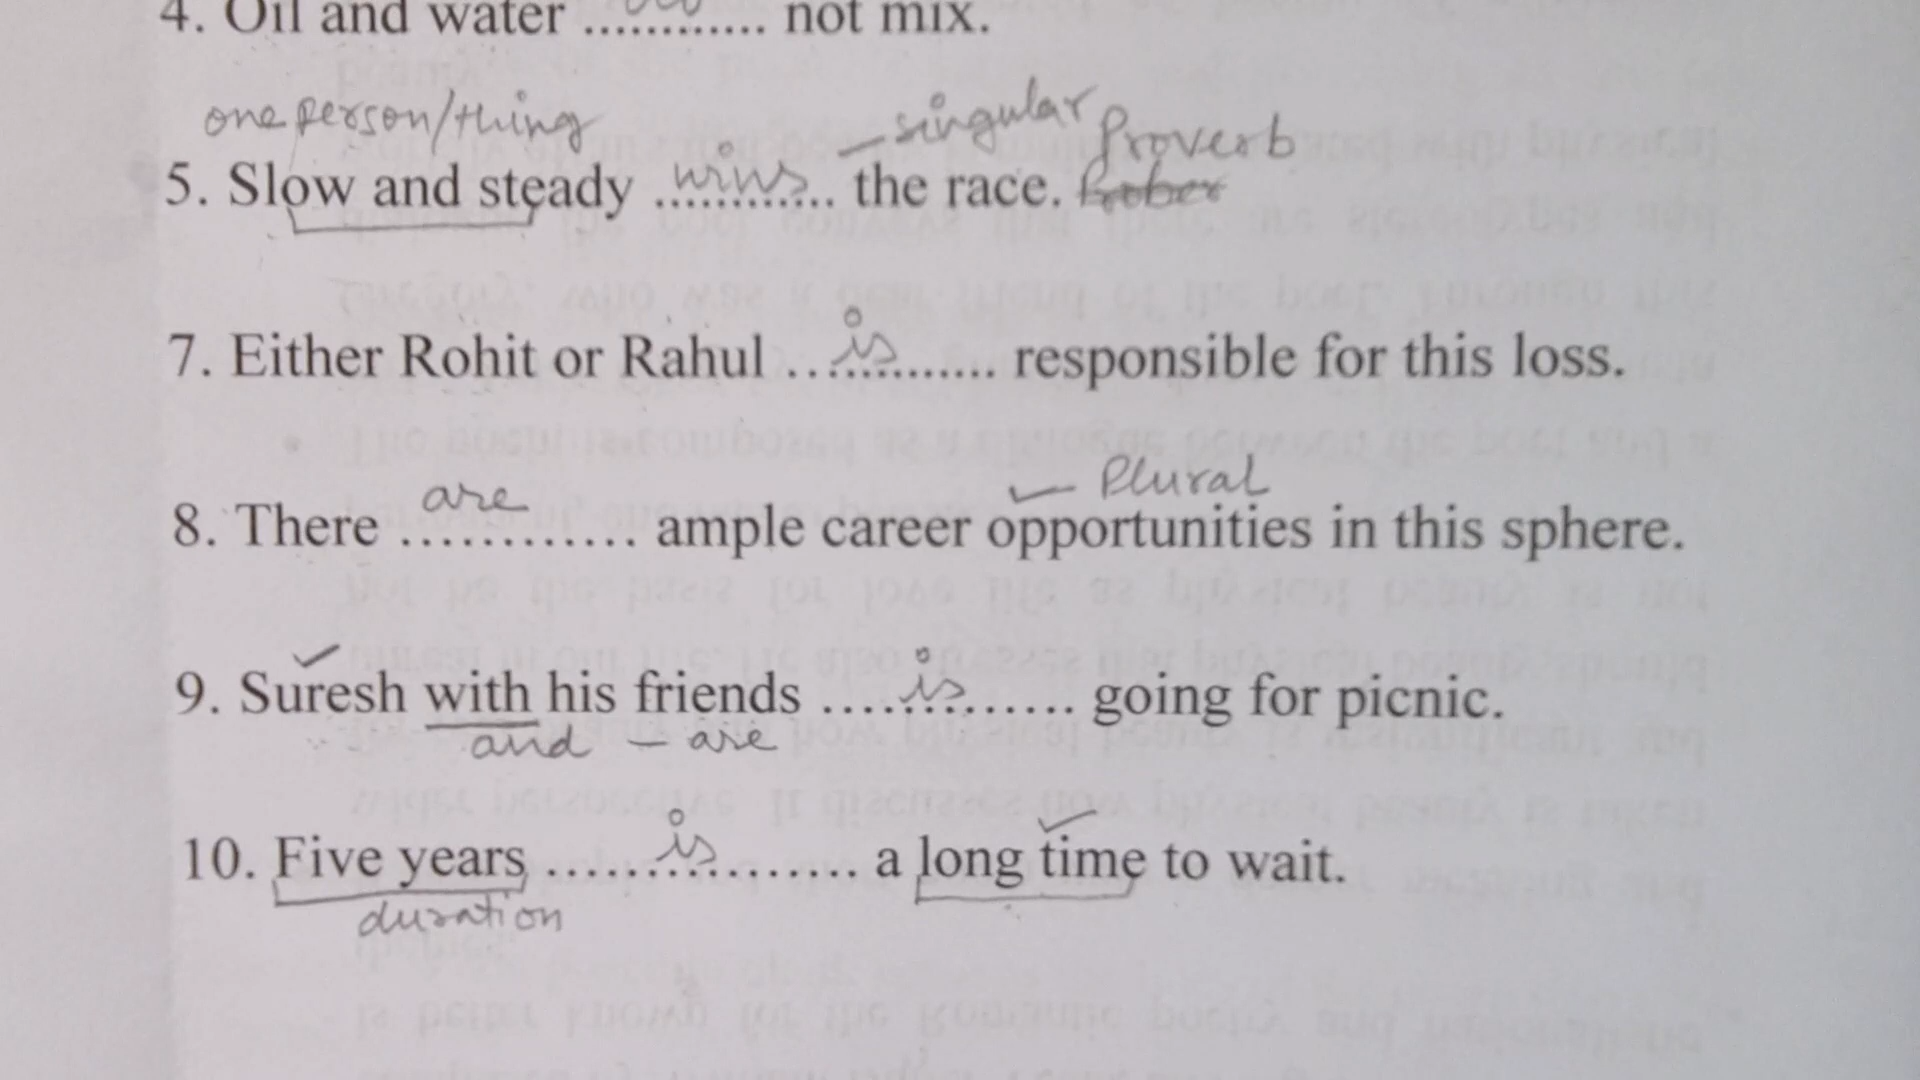 4. Oil and water ............ not mix.
one person/thing – singular Proverb
5. Slow and steady ...wins... the race.
7. Either Rohit or Rahul ...is......... responsible for this loss.
are – Plural
8. There ............ ample career opportunities in this sphere.
9. Suresh with his friends ....is...... going for picnic.
and – are
10. Five years ......is........ a long time to wait.
duration